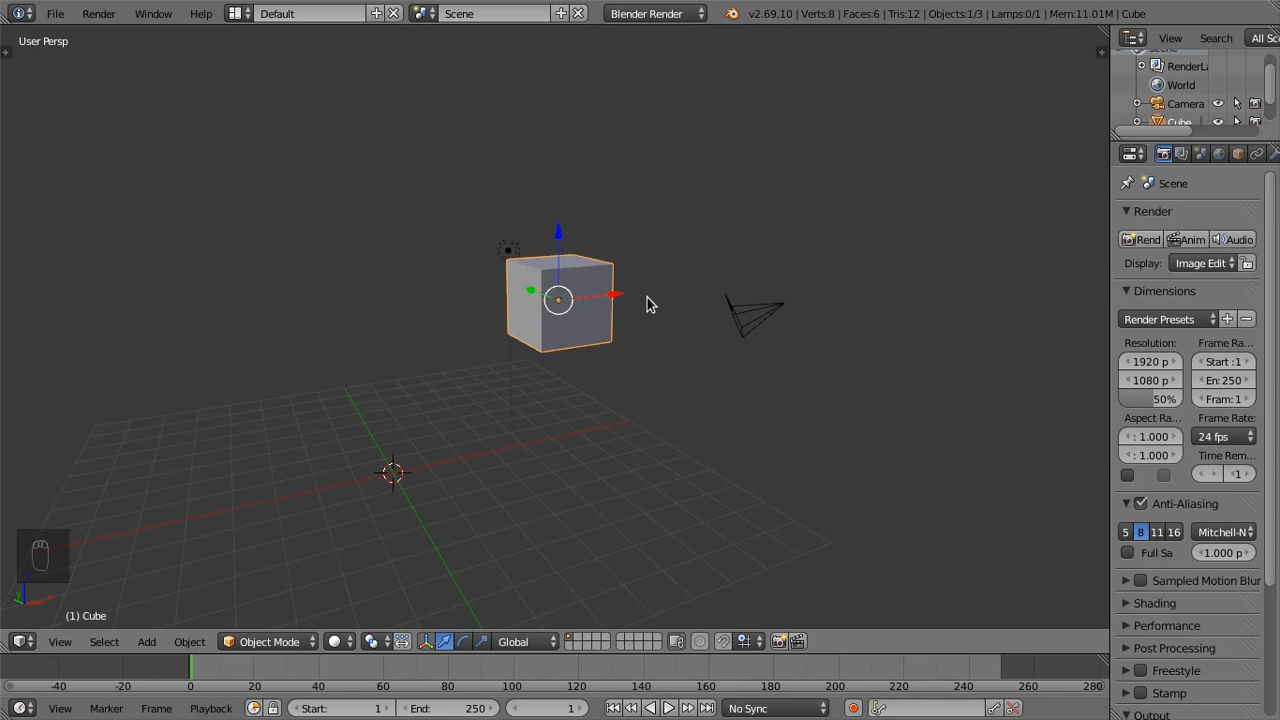 File Render Window Help Default Scene Blender Render v2.69.10 | Verts:8 | Faces:6 | Tris:12 | Objects:1/3 | Lamps:0/1 | Mem:11.01M | Cube
User Persp
View Search All Sc
RenderLa
World
Camera
Cube
Scene
Render
Rend Anim Audio
Display: Image Edit
Dimensions
Render Presets
Resolution: Frame Ra...
1920 p Start :1
1080 p En: 250
50% Fram: 1
Aspect Ra... Frame Rate:
: 1.000 24 fps
: 1.000 Time Rem...
1
Anti-Aliasing
5 8 11 16 Mitchell-N
Full Sa 1.000 p
Sampled Motion Blur
Shading
Performance
Post Processing
Freestyle
Stamp
Output
(1) Cube
View Select Add Object Object Mode Global
-40 -20 0 20 40 60 80 100 120 140 160 180 200 220 240 260 280
View Marker Frame Playback Start: 1 End: 250 1 No Sync